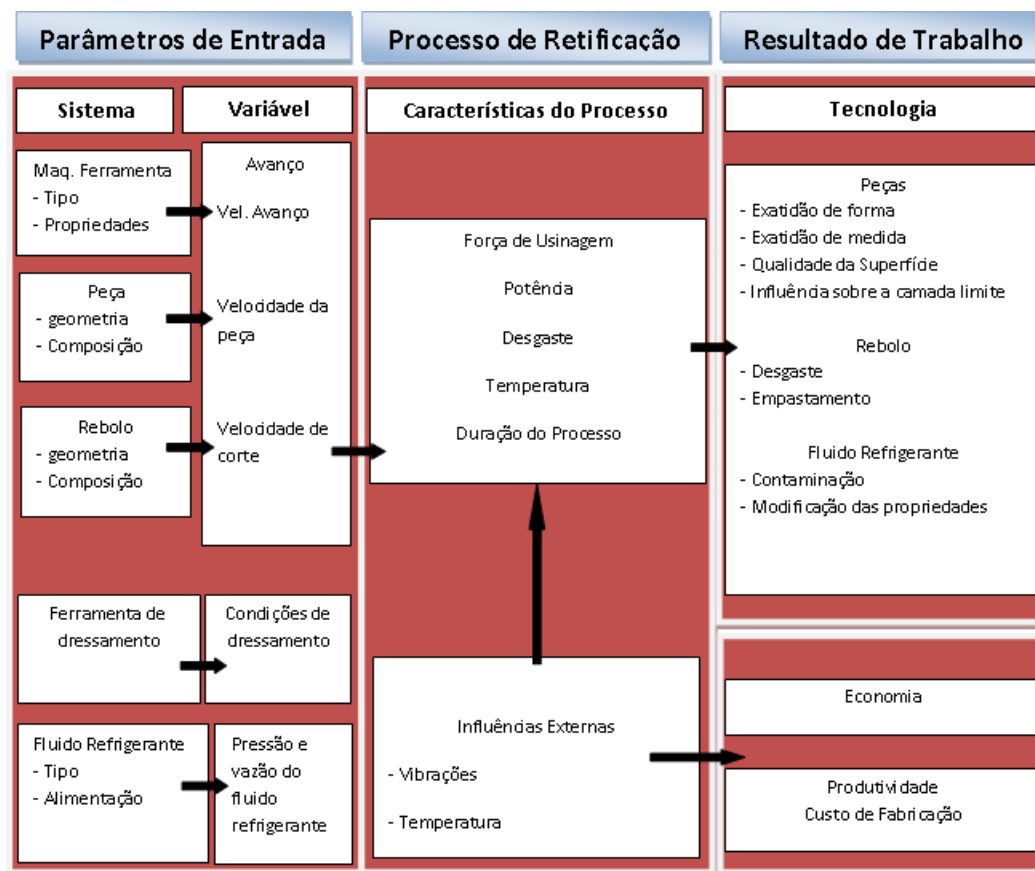 Parâmetros de Entrada
Processo de Retificação
Resultado de Trabalho
Sistema
Variável
Características do Processo
Tecnologia
Maq. Ferramenta
- Tipo
- Propriedades
Avanço
Vel. Avanço
Peça
- geometria
- Composição
Velocidade da
peça
Rebolo
- geometria
- Composição
Velocidade de
corte
Ferramenta de
dressamento
Condições de
dressamento
Fluido Refrigerante
- Tipo
- Alimentação
Pressão e
vazão do
fluido
refrigerante
Força de Usinagem
Potência
Desgaste
Temperatura
Duração do Processo
Influências Externas
- Vibrações
- Temperatura
Peças
- Exatidão de forma
- Exatidão de medida
- Qualidade da Superfície
- Influência sobre a camada limite
Rebolo
- Desgaste
- Empastamento
Fluido Refrigerante
- Contaminação
- Modificação das propriedades
Economia
Produtividade
Custo de Fabricação